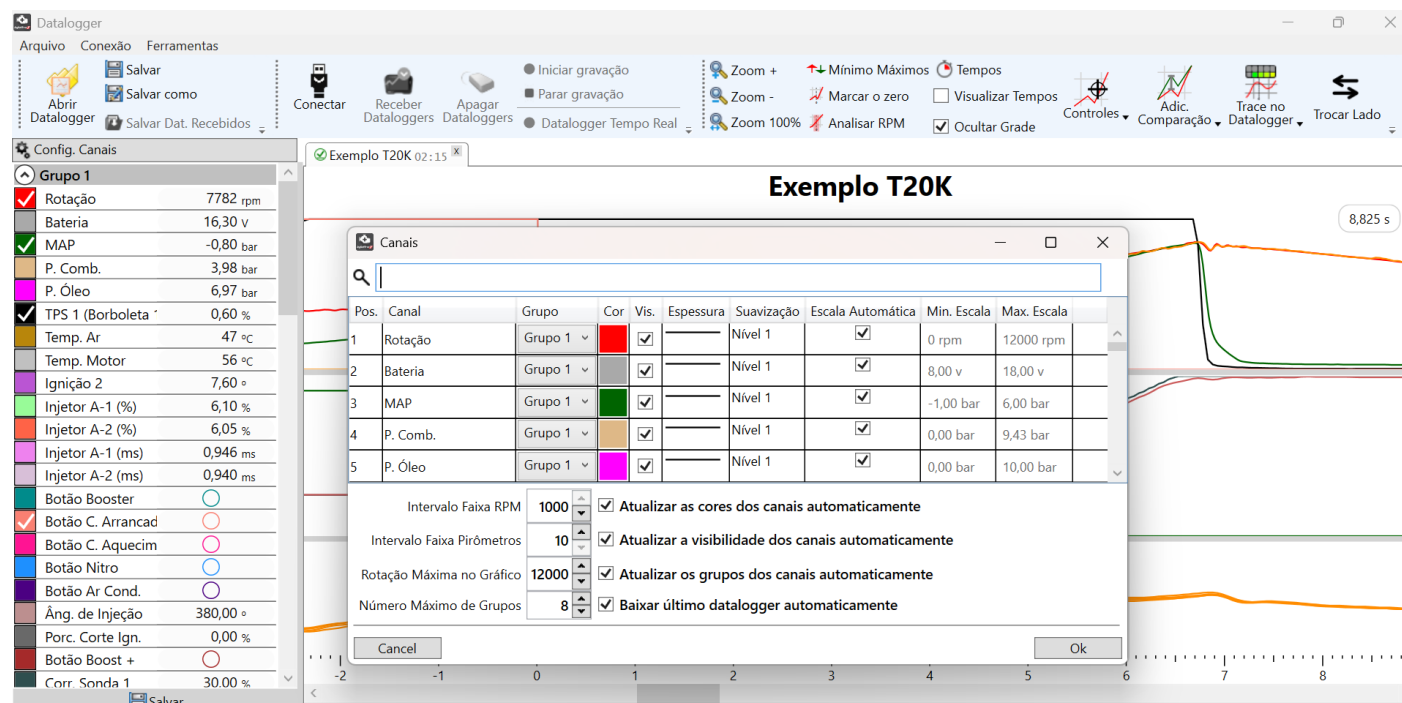 Datalogger
Arquivo Conexão Ferramentas
Abrir Datalogger
Salvar
Salvar como
Salvar Dat. Recebidos
Conectar
Receber Dataloggers
Apagar Dataloggers
Iniciar gravação
Parar gravação
Datalogger Tempo Real
Zoom +
Zoom -
Zoom 100%
Mínimo Máximos
Marcar o zero
Analisar RPM
Tempos
Visualizar Tempos
Ocultar Grade
Controles
Adic. Comparação
Trace no Datalogger
Trocar Lado
Config. Canais
Grupo 1
Rotação 7782 rpm
Bateria 16,30 v
MAP -0,80 bar
P. Comb. 3,98 bar
P. Óleo 6,97 bar
TPS 1 (Borboleta 0,60 %
Temp. Ar 47 ºC
Temp. Motor 56 ºC
Ignição 2 7,60 º
Injetor A-1 (%) 6,10 %
Injetor A-2 (%) 6,05 %
Injetor A-1 (ms) 0,946 ms
Injetor A-2 (ms) 0,940 ms
Botão Booster
Botão C. Arrancad
Botão C. Aquecim
Botão Nitro
Botão Ar Cond.
Âng. de Injeção 380,00 º
Porc. Corte Ign. 0,00 %
Botão Boost +
Corr. Sonda 1 30,00 %
Salvar
Exemplo T20K 02:15 x
Exemplo T20K
8,825 s
Canais
Pos. Canal Grupo Cor Vis. Espessura Suavização Escala Automática Min. Escala Max. Escala
1 Rotação Grupo 1 Nível 1 0 rpm 12000 rpm
2 Bateria Grupo 1 Nível 1 8,00 v 18,00 v
3 MAP Grupo 1 Nível 1 -1,00 bar 6,00 bar
4 P. Comb. Grupo 1 Nível 1 0,00 bar 9,43 bar
5 P. Óleo Grupo 1 Nível 1 0,00 bar 10,00 bar
Intervalo Faixa RPM 1000 Atualizar as cores dos canais automaticamente
Intervalo Faixa Pirômetros 10 Atualizar a visibilidade dos canais automaticamente
Rotação Máxima no Gráfico 12000 Atualizar os grupos dos canais automaticamente
Número Máximo de Grupos 8 Baixar último datalogger automaticamente
Cancel Ok
-2 -1 0 1 2 3 4 5 6 7 8